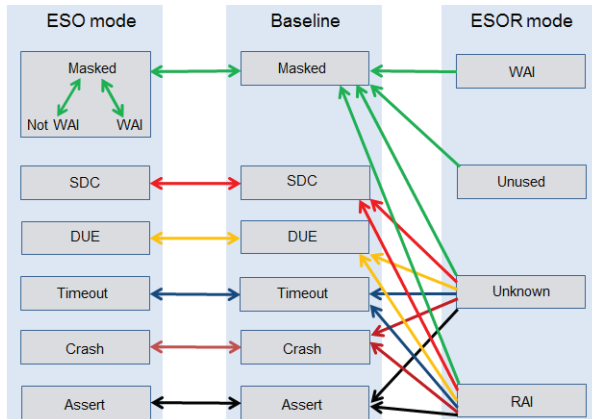 ESO mode
Baseline
ESOR mode
Masked
Not WAI
WAI
Masked
WAI
SDC
SDC
Unused
DUE
DUE
Timeout
Timeout
Unknown
Crash
Crash
Assert
Assert
RAI